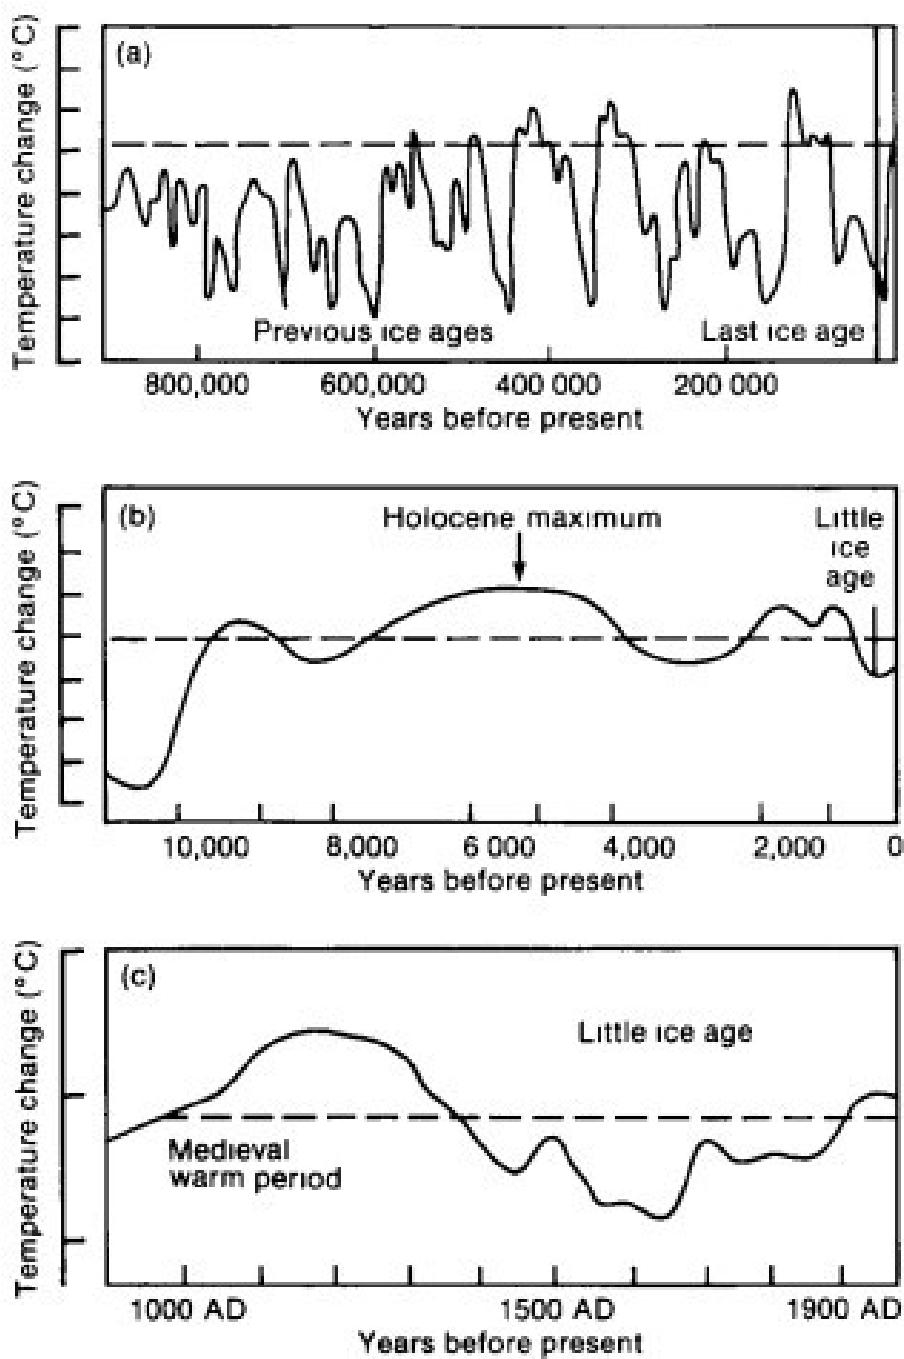 Temperature change (°C)
(a)
Previous ice ages
Last ice age
800,000 600,000 400 000 200 000
Years before present
Temperature change (°C)
(b)
Holocene maximum
Little
ice
age
10,000 8,000 6 000 4,000 2,000 0
Years before present
Temperature change (°C)
(c)
Little ice age
Medieval
warm period
1000 AD 1500 AD 1900 AD
Years before present